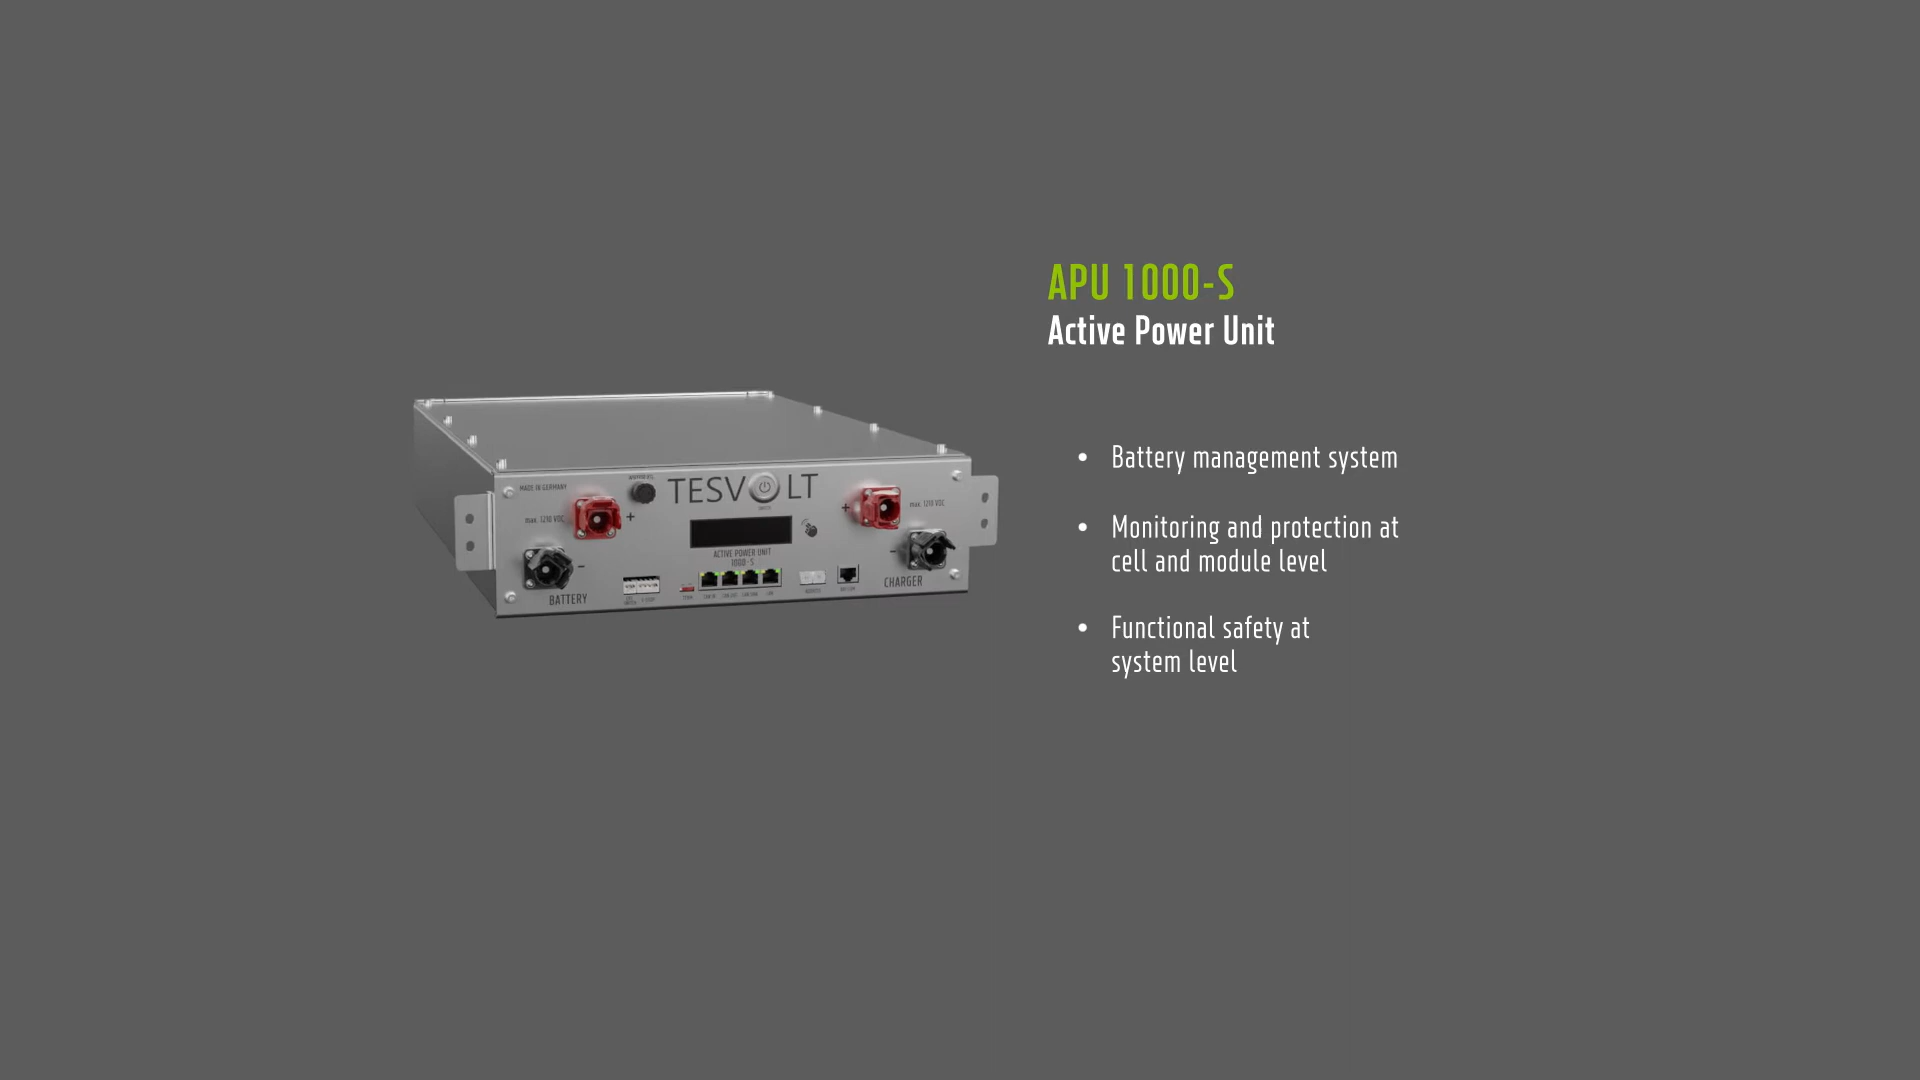 APU 1000-S
Active Power Unit
• Battery management system
• Monitoring and protection at
cell and module level
• Functional safety at
system level
MADE IN GERMANY
TESVOLT
max. 1210 VDC
+
+
max. 1210 VDC
-
-
ACTIVE POWER UNIT
1000-S
BATTERY
CHARGER